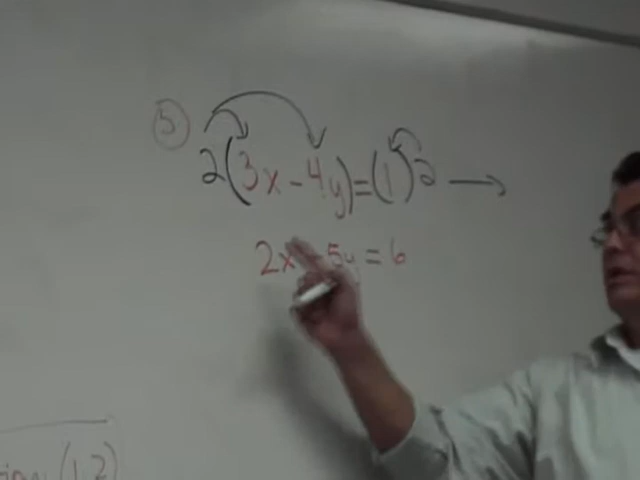 5
2(3x - 4y) = (1)2 →
2x 5y = 6
(1,2)